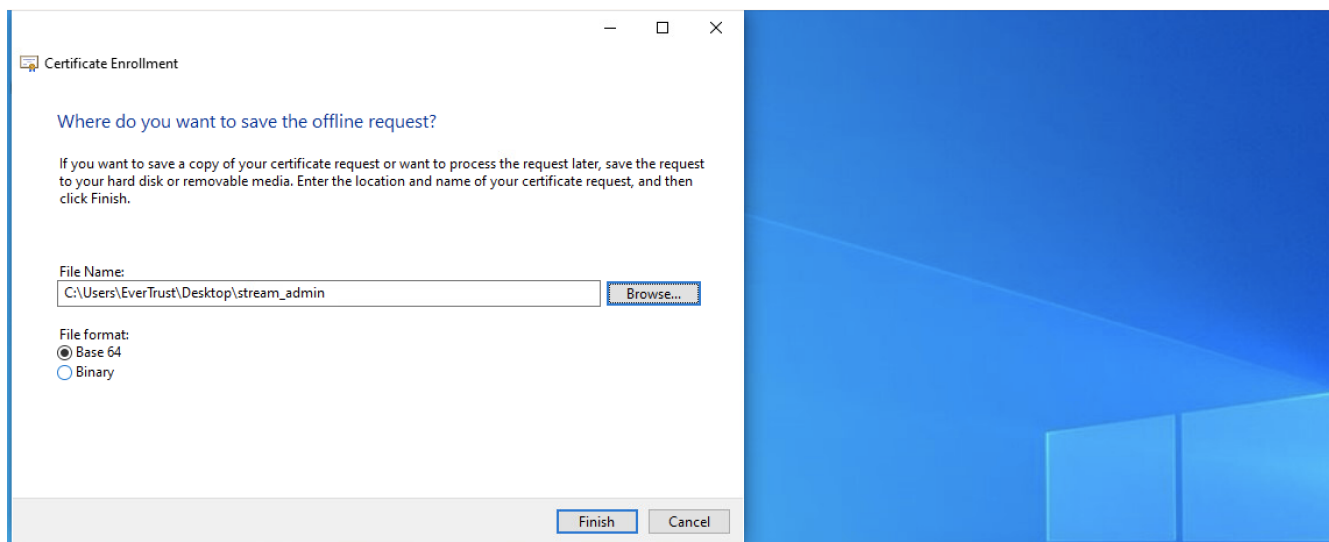 Certificate Enrollment
Where do you want to save the offline request?
If you want to save a copy of your certificate request or want to process the request later, save the request
to your hard disk or removable media. Enter the location and name of your certificate request, and then
click Finish.
File Name:
C:\Users\EverTrust\Desktop\stream_admin
Browse...
File format:
Base 64
Binary
Finish
Cancel